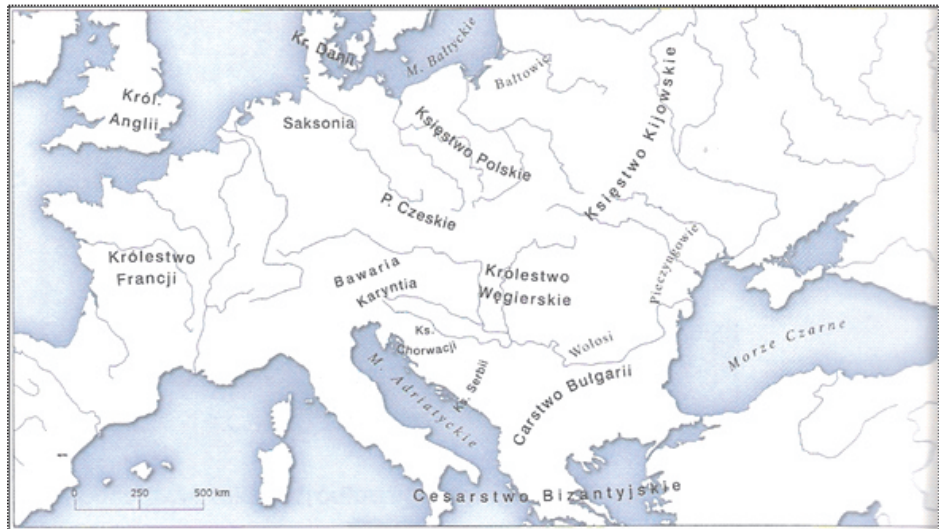 Kr. Danii
M. Bałtyckie
Bałtowie
Król.
Anglii
Saksonia
Księstwo Polskie
Księstwo Kijowskie
P. Czeskie
Królestwo
Francji
Bawaria
Karyntia
Królestwo
Węgierskie
Pieczyngowie
Ks.
Chorwacji
Wołosi
Morze Czarne
Ks. Serbii
M. Adriatyckie
Carstwo Bułgarii
0 250 500 km
Cesarstwo Bizantyjskie